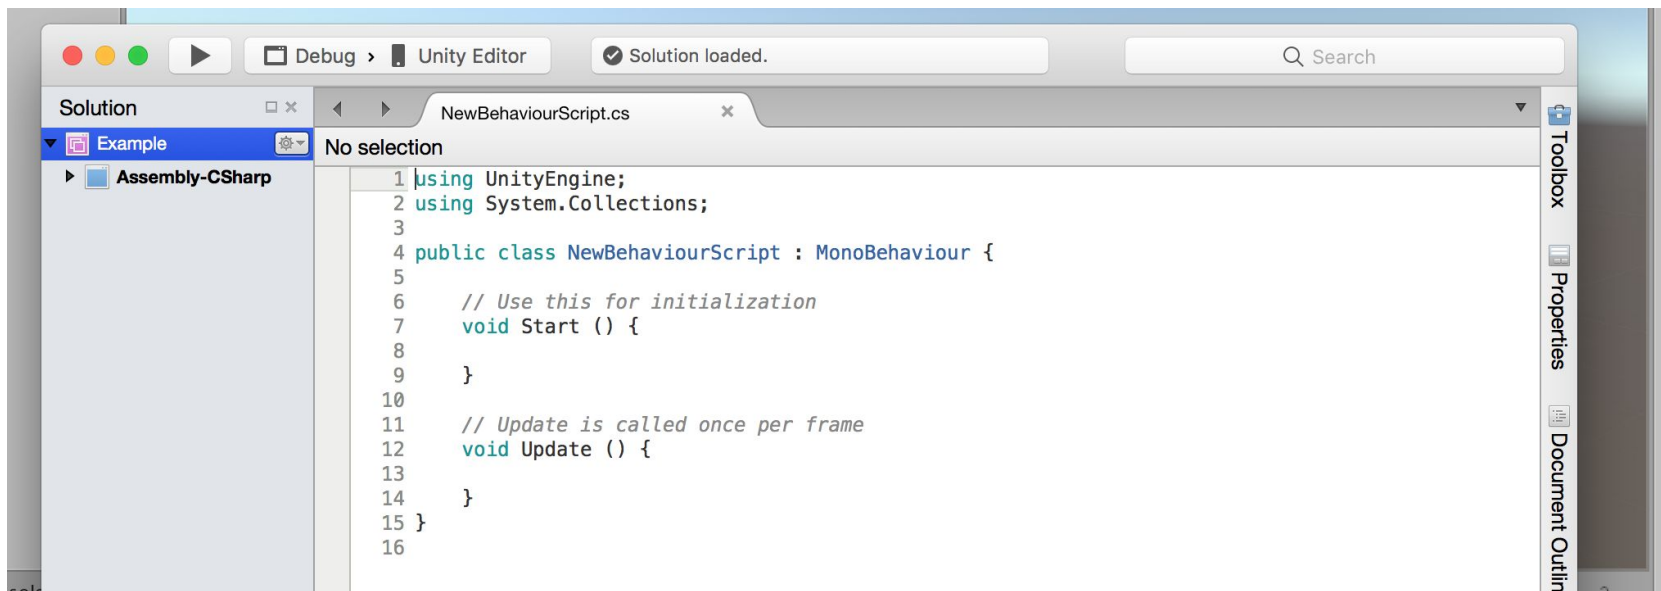 Debug › Unity Editor
Solution loaded.
Search
Solution
NewBehaviourScript.cs
Example
No selection
Assembly-CSharp
1 using UnityEngine;
2 using System.Collections;
3
4 public class NewBehaviourScript : MonoBehaviour {
5
6 // Use this for initialization
7 void Start () {
8
9 }
10
11 // Update is called once per frame
12 void Update () {
13
14 }
15 }
16
Toolbox
Properties
Document Outlin